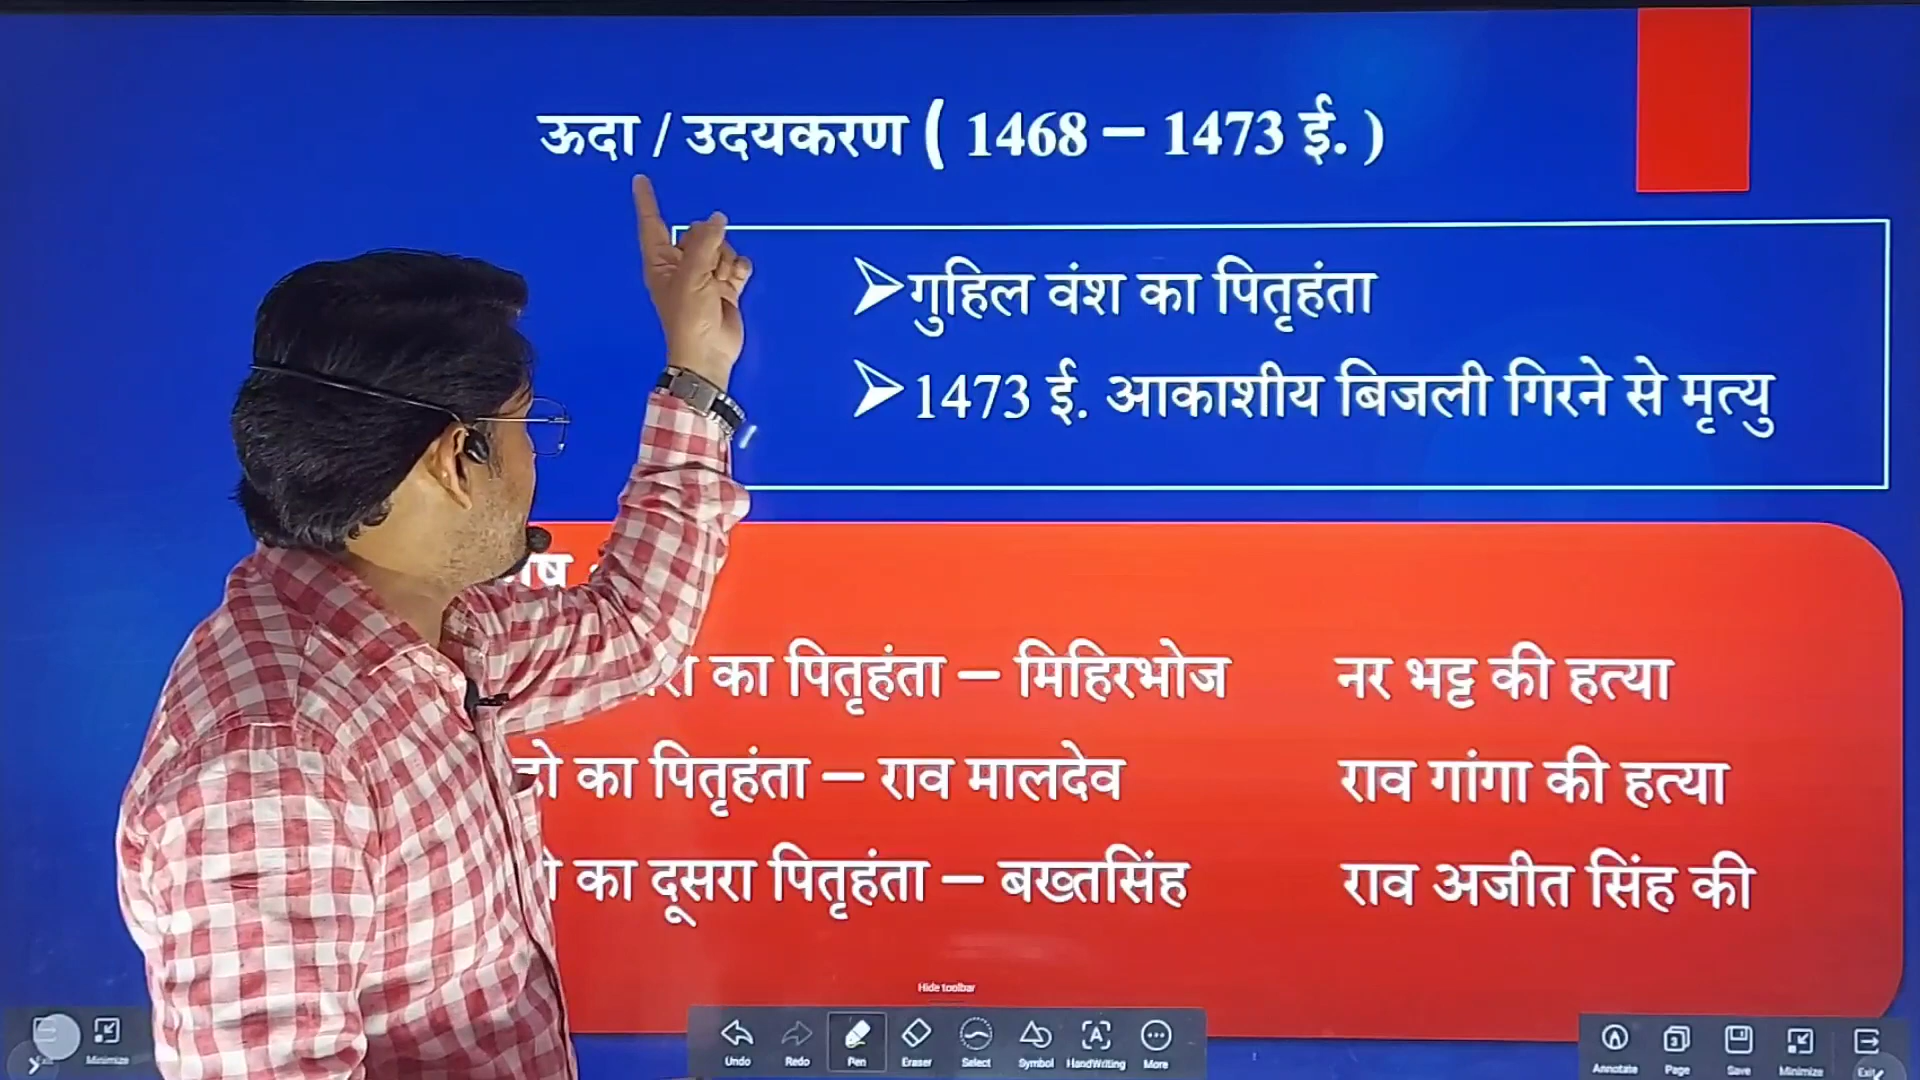 ऊदा / उदयकरण ( 1468 – 1473 ई. )
➢गुहिल वंश का पितृहंता
➢1473 ई. आकाशीय बिजली गिरने से मृत्यु
का पितृहंता – मिहिरभोज नर भट्ट की हत्या
का पितृहंता – राव मालदेव राव गांगा की हत्या
का दूसरा पितृहंता – बख्तसिंह राव अजीत सिंह की
Hide toolbar
Minimize Undo Redo Pen Eraser Select Symbol HandWriting More Annotate Page Save Minimize Exit